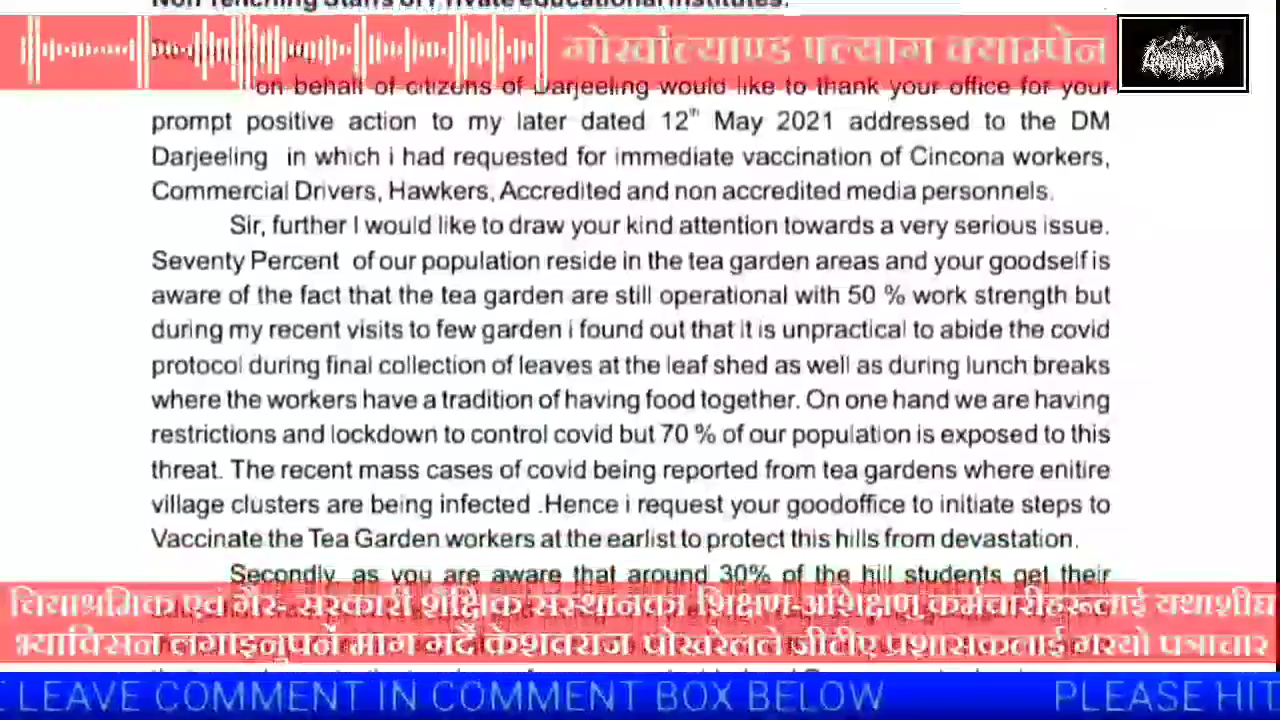 Non Teaching Staffs of Private educational institutes.
गोर्खाल्याण्ड पल्याग क्याम्पेन
on behalf of citizens of Darjeeling would like to thank your office for your
prompt positive action to my later dated 12th May 2021 addressed to the DM
Darjeeling in which i had requested for immediate vaccination of Cincona workers,
Commercial Drivers, Hawkers, Accredited and non accredited media personnels.
Sir, further I would like to draw your kind attention towards a very serious issue.
Seventy Percent of our population reside in the tea garden areas and your goodself is
aware of the fact that the tea garden are still operational with 50 % work strength but
during my recent visits to few garden i found out that it is unpractical to abide the covid
protocol during final collection of leaves at the leaf shed as well as during lunch breaks
where the workers have a tradition of having food together. On one hand we are having
restrictions and lockdown to control covid but 70 % of our population is exposed to this
threat. The recent mass cases of covid being reported from tea gardens where enitire
village clusters are being infected .Hence i request your goodoffice to initiate steps to
Vaccinate the Tea Garden workers at the earlist to protect this hills from devastation.
Secondly, as you are aware that around 30% of the hill students get their
चियाश्रमिक एवं गैर- सरकारी शैक्षिक संस्थानका शिक्षण-अशिक्षण कर्मचारीहरूलाई यथाशीघ्र
भ्याक्सिन लगाइनुपर्ने माग गर्दै केशवराज पोखरेलले जीटीए प्रशासकलाई गरयो पत्राचार
LEAVE COMMENT IN COMMENT BOX BELOW PLEASE HIT